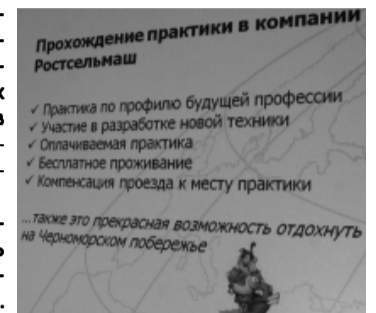 Прохождение практики в компании
Ростсельмаш
✓ Практика по профилю будущей профессии
✓ Участие в разработке новой техники
✓ Оплачиваемая практика
✓ Бесплатное проживание
✓ Компенсация проезда к месту практики
...также это прекрасная возможность отдохнуть
на Черноморском побережье